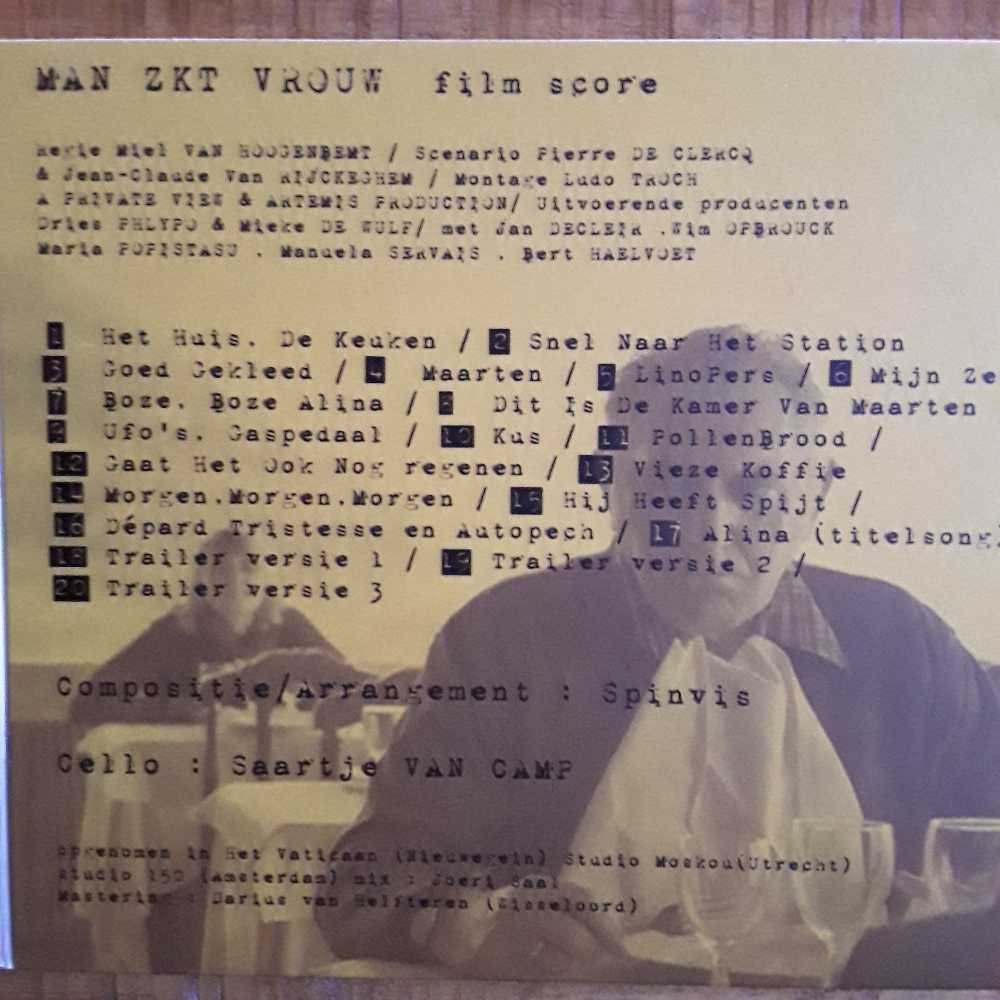 MAN ZKT VROUW film score
Regie Miel VAN HOOGENBEMT / Scenario Pierre DE CLERCQ
& Jean-Claude Van RIJCKEGHEM / Montage Ludo TROCH
A PRIVATE VIEW & ARTEMIS PRODUCTION/ Uitvoerende producenten
Dries PHLYPO & Mieke DE WULF/ met Jan DECLEIR .Wim OPBROUCK
Maria POPISTASU . Manuela SERVAIS . Bert HAELVOET
1 Het Huis. De Keuken / 2 Snel Naar Het Station
3 Goed Gekleed / 4 Maarten / 5 LinoPers / 6 Mijn Ze
7 Boze. Boze Alina / 8 Dit Is De Kamer Van Maarten
9 Ufo's. Gaspedaal / 10 Kus / 11 PollenBrood /
12 Gaat Het Ook Nog regenen / 13 Vieze Koffie
14 Morgen.Morgen.Morgen / 15 Hij Heeft Spijt /
16 Dépard Tristesse en Autopech / 17 Alina (titelsong)
18 Trailer versie 1 / 19 Trailer versie 2 /
20 Trailer versie 3
Compositie/Arrangement : Spinvis
Cello : Saartje VAN CAMP
opgenomen in Het Vaticaan (Nieuwegein) Studio Moskou(Utrecht)
Studio 150 (Amsterdam) mix : Joeri Saal
Mastering : Darius van Helfteren (Wisseloord)